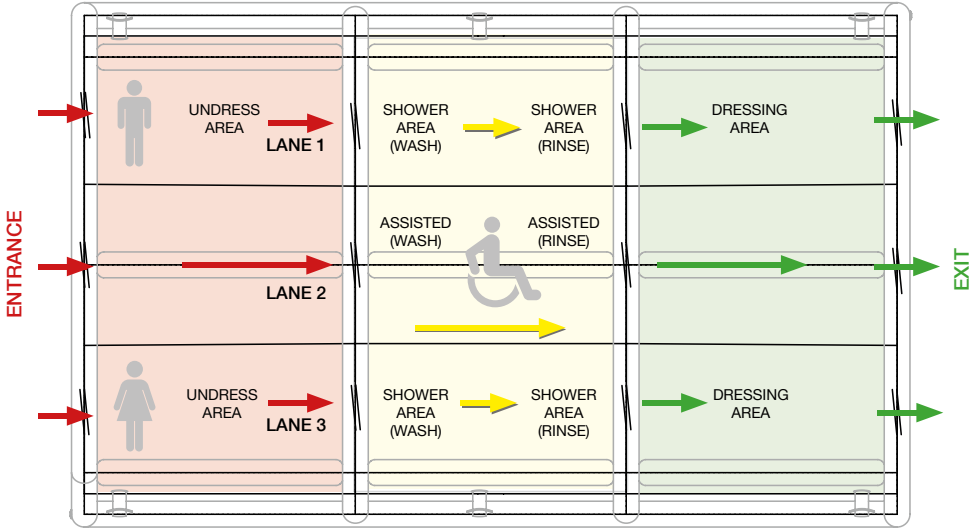 UNDRESS
AREA
LANE 1
SHOWER
AREA
(WASH)
SHOWER
AREA
(RINSE)
DRESSING
AREA
ENTRANCE
LANE 2
ASSISTED
(WASH)
ASSISTED
(RINSE)
EXIT
UNDRESS
AREA
LANE 3
SHOWER
AREA
(WASH)
SHOWER
AREA
(RINSE)
DRESSING
AREA